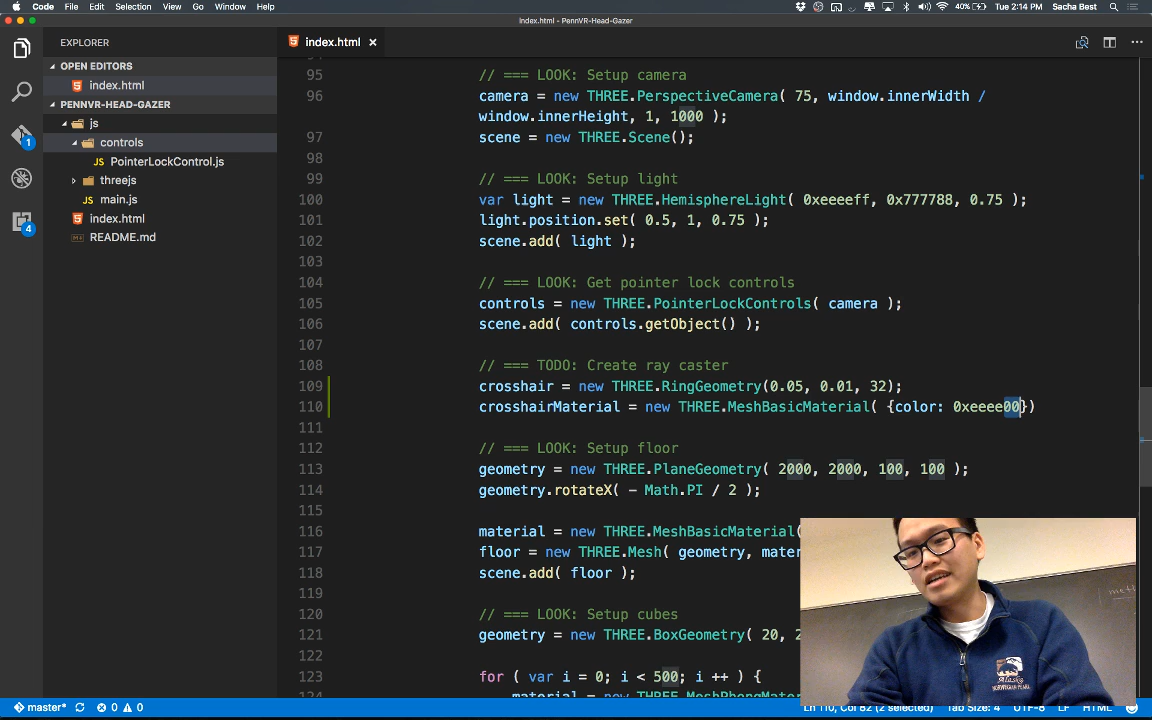 Code File Edit Selection View Go Window Help 40% Tue 2:14 PM Sacha Best
index.html - PennVR-Head-Gazer
EXPLORER
index.html
OPEN EDITORS
index.html
PENNVR-HEAD-GAZER
js
controls
JS PointerLockControl.js
threejs
JS main.js
index.html
README.md
1
4
95 // === LOOK: Setup camera
96 camera = new THREE.PerspectiveCamera( 75, window.innerWidth /
window.innerHeight, 1, 1000 );
97 scene = new THREE.Scene();
98
99 // === LOOK: Setup light
100 var light = new THREE.HemisphereLight( 0xeeeeff, 0x777788, 0.75 );
101 light.position.set( 0.5, 1, 0.75 );
102 scene.add( light );
103
104 // === LOOK: Get pointer lock controls
105 controls = new THREE.PointerLockControls( camera );
106 scene.add( controls.getObject() );
107
108 // === TODO: Create ray caster
109 crosshair = new THREE.RingGeometry(0.05, 0.01, 32);
110 crosshairMaterial = new THREE.MeshBasicMaterial( {color: 0xeeee00})
111
112 // === LOOK: Setup floor
113 geometry = new THREE.PlaneGeometry( 2000, 2000, 100, 100 );
114 geometry.rotateX( - Math.PI / 2 );
115
116 material = new THREE.MeshBasicMaterial(
117 floor = new THREE.Mesh( geometry, mater
118 scene.add( floor );
119
120 // === LOOK: Setup cubes
121 geometry = new THREE.BoxGeometry( 20, 2
122
123 for ( var i = 0; i < 500; i ++ ) {
124 material = new THREE.MeshPhongMater
Alaska
master* 0 0 Ln 110, Col 82 (2 selected) Tab Size: 4 UTF-8 LF HTML